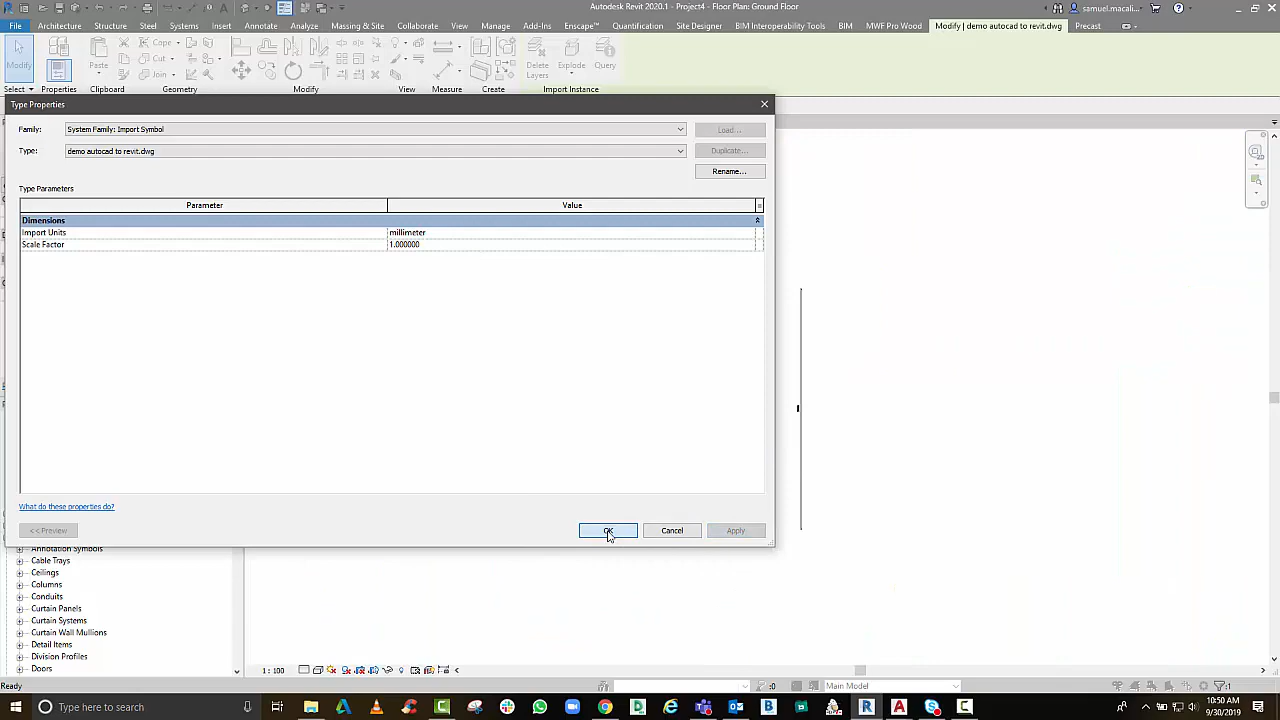 Autodesk Revit 2020.1 - Project4 - Floor Plan: Ground Floor
samuel.macali...
File Architecture Structure Steel Systems Insert Annotate Analyze Massing & Site Collaborate View Manage Add-Ins Enscape™ Quantification Site Designer BIM Interoperability Tools BIM MWF Pro Wood Modify | demo autocad to revit.dwg Precast
Cope
Cut
Join
Modify Paste Delete Layers Explode Query
Select Properties Clipboard Geometry Modify View Measure Create Import Instance
Type Properties
Family: System Family: Import Symbol Load...
Type: demo autocad to revit.dwg Duplicate...
Rename...
Type Parameters
Parameter Value
Dimensions
Import Units millimeter
Scale Factor 1.000000
What do these properties do?
<< Preview OK Cancel Apply
Annotation Symbols
Cable Trays
Ceilings
Columns
Conduits
Curtain Panels
Curtain Systems
Curtain Wall Mullions
Detail Items
Division Profiles
Doors
1 : 100
Ready :0 Main Model :1
Type here to search
10:50 AM
9/30/2019